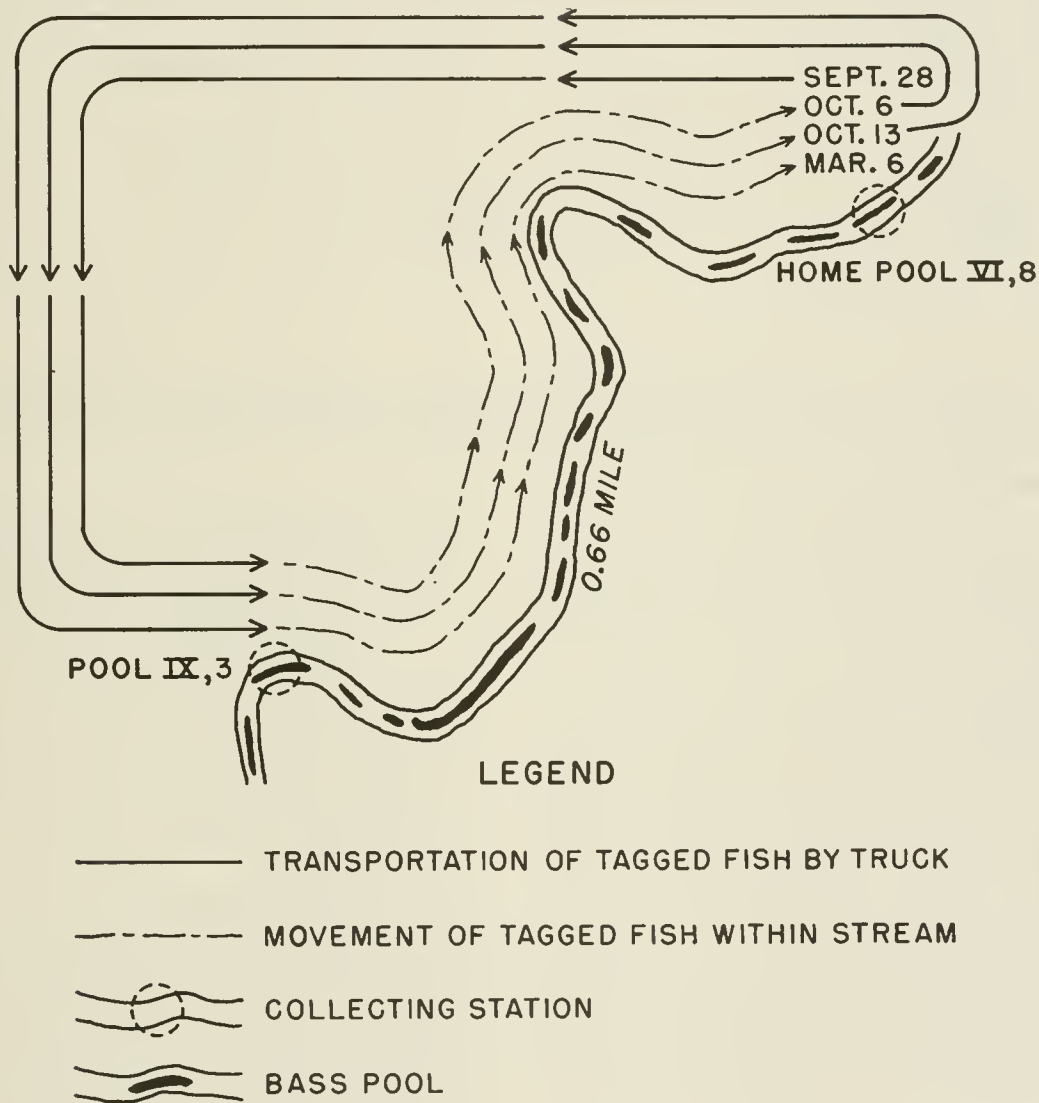 SEPT. 28
OCT. 6
OCT. 13
MAR. 6
HOME POOL VI,8
0.66 MILE
POOL IX,3
LEGEND
TRANSPORTATION OF TAGGED FISH BY TRUCK
MOVEMENT OF TAGGED FISH WITHIN STREAM
COLLECTING STATION
BASS POOL